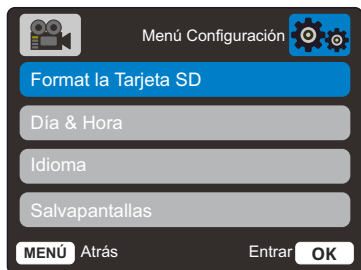 Menú Configuración
Format la Tarjeta SD
Día & Hora
Idioma
Salvapantallas
MENÚ Atrás Entrar OK